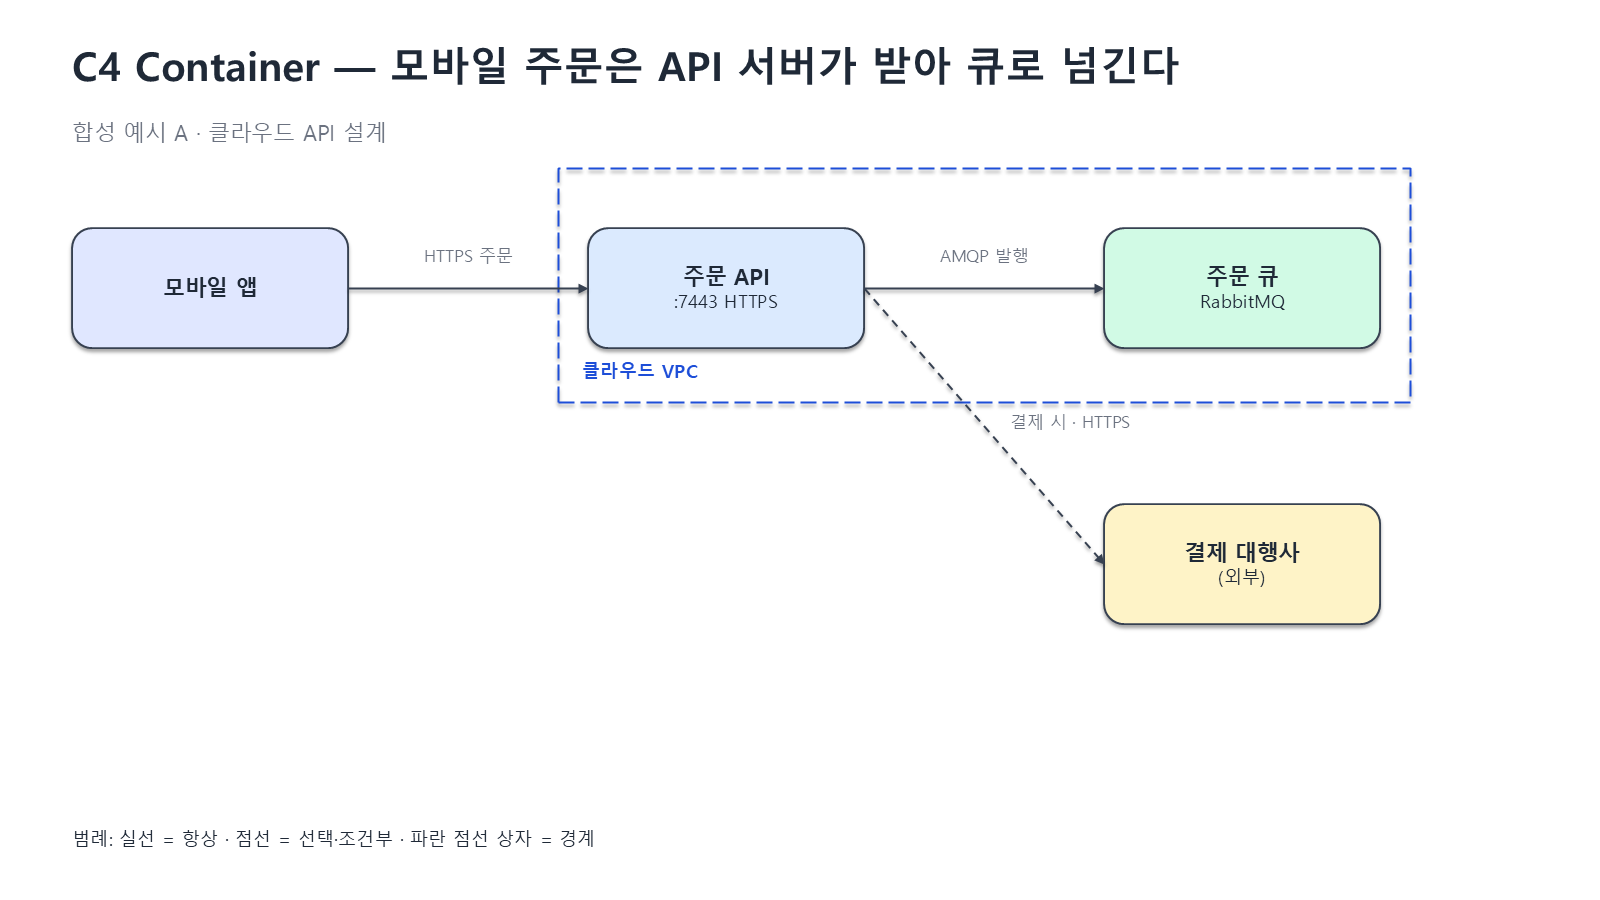 C4 Container — 모바일 주문은 API 서버가 받아 큐로 넘긴다
합성 예시 A · 클라우드 API 설계
모바일 앱
HTTPS 주문
주문 API
:7443 HTTPS
AMQP 발행
주문 큐
RabbitMQ
클라우드 VPC
결제 시 · HTTPS
결제 대행사
(외부)
범례: 실선 = 항상 · 점선 = 선택·조건부 · 파란 점선 상자 = 경계